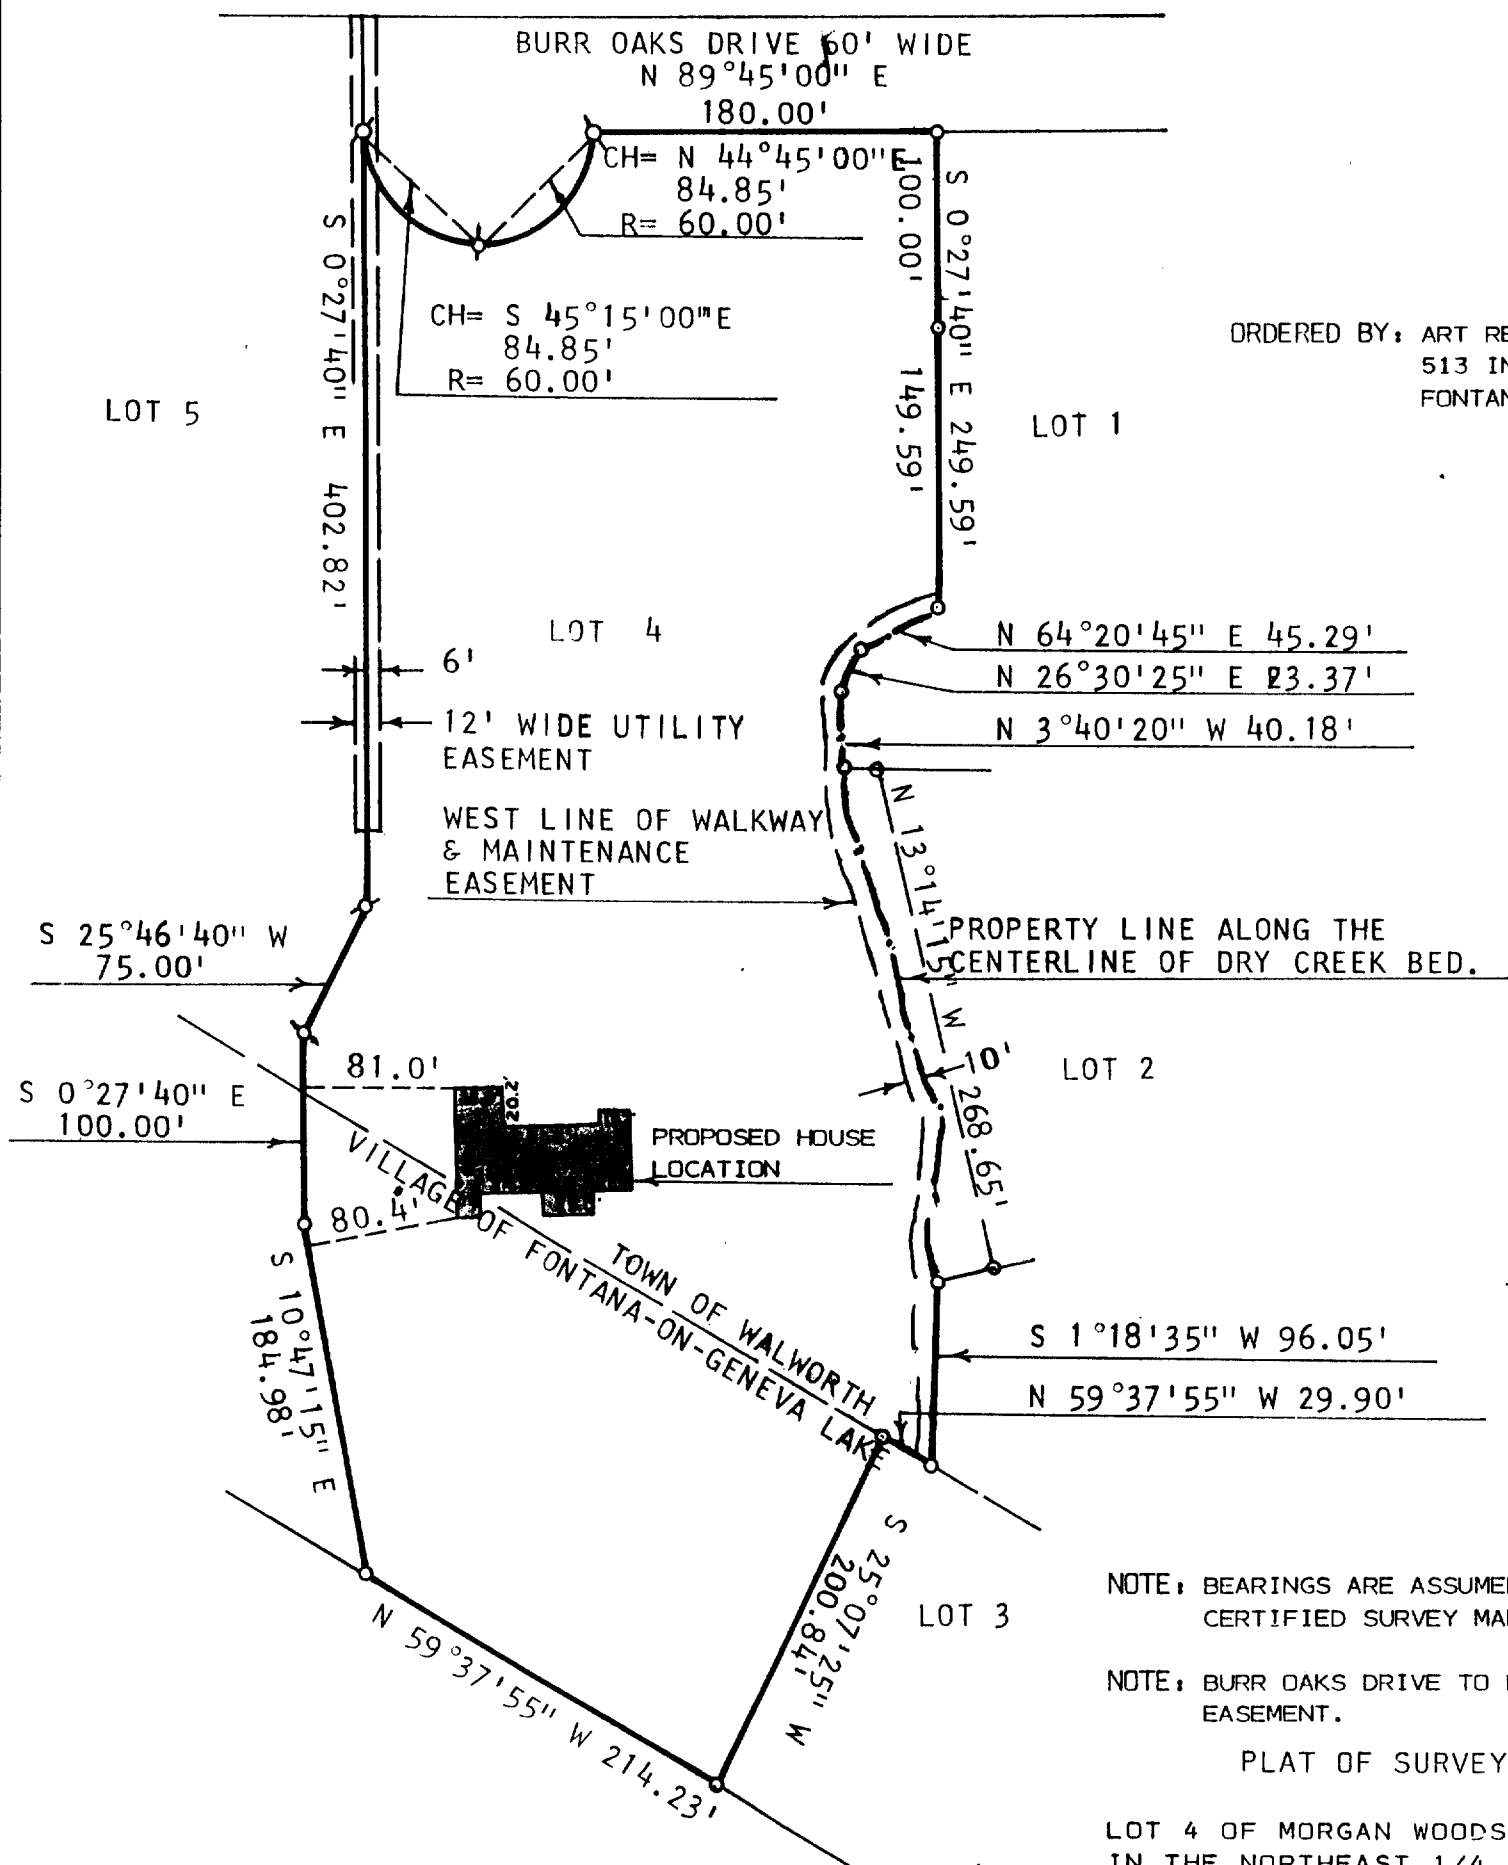 BURR OAKS DRIVE 60' WIDE
N 89°45'00" E
180.00'
CH= N 44°45'00"E
84.85'
R= 60.00'
100.00'
S 0°27'40" E 249.59'
149.59'
S 0°27'40" E 402.82'
CH= S 45°15'00"E
84.85'
R= 60.00'
ORDERED BY: ART
513
LOT 5
LOT 1
LOT 4
N 64°20'45" E 45.29'
6'
N 26°30'25" E 23.37'
12' WIDE UTILITY
EASEMENT
N 3°40'20" W 40.18'
N 13°14'15" W 268.65'
WEST LINE OF WALKWAY
& MAINTENANCE
EASEMENT
PROPERTY LINE ALONG THE
CENTERLINE OF DRY CREEK BED.
S 25°46'40" W
75.00'
81.0'
20.2'
10'
LOT 2
S 0°27'40" E
100.00'
PROPOSED HOUSE
LOCATION
80.4'
TOWN OF WALWORTH
VILLAGE OF FONTANA-ON-GENEVA LAKE
S 10°47'15" E
184.98'
S 1°18'35" W 96.05'
N 59°37'55" W 29.90'
S 25°07'25" W
200.84'
LOT 3
N 59°37'55" W 214.23'
NOTE: BEARINGS ARE
CERTIFIED SURVEY
NOTE: BURR OAKS DRIVE TO
EASEMENT.
PLAT OF SURVEY
LOT 4 OF MORGAN WOODS
IN THE NORTHEAST 1/4